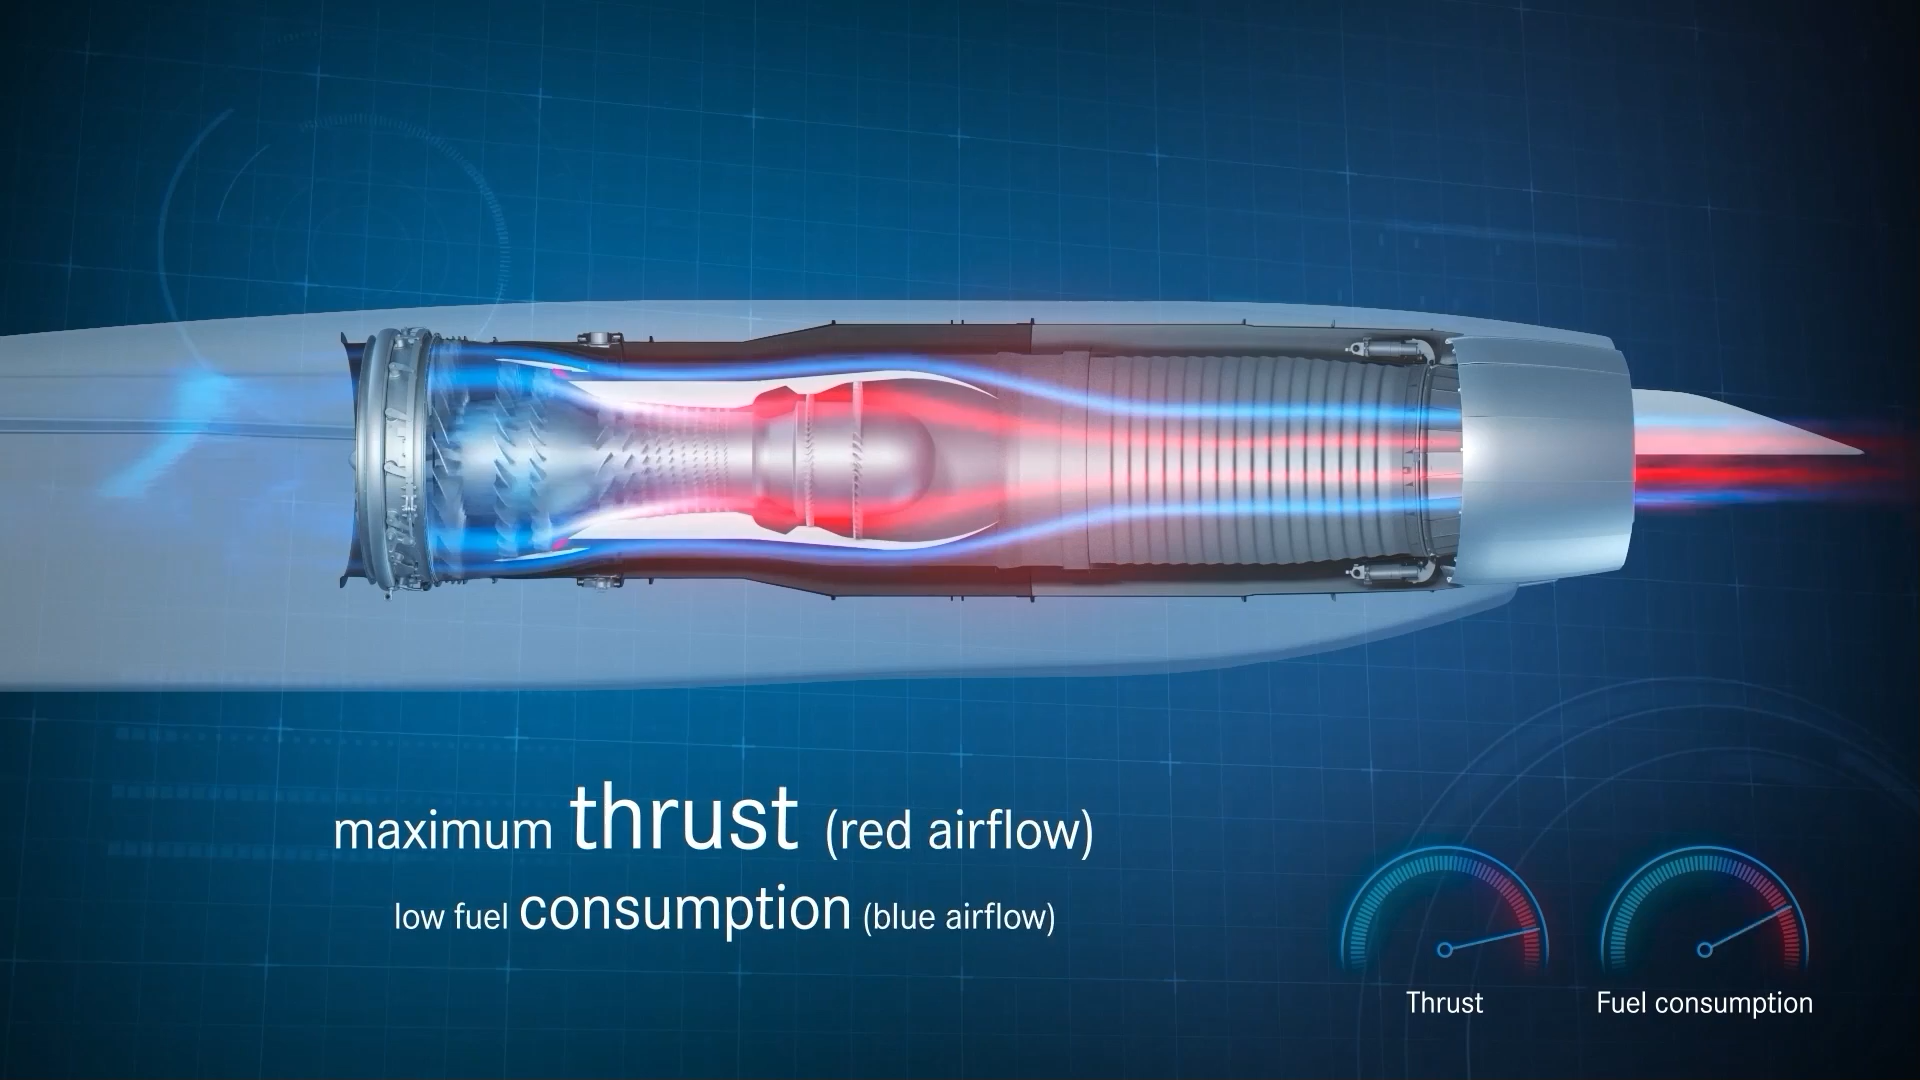 maximum thrust (red airflow)
low fuel consumption (blue airflow)
Thrust
Fuel consumption